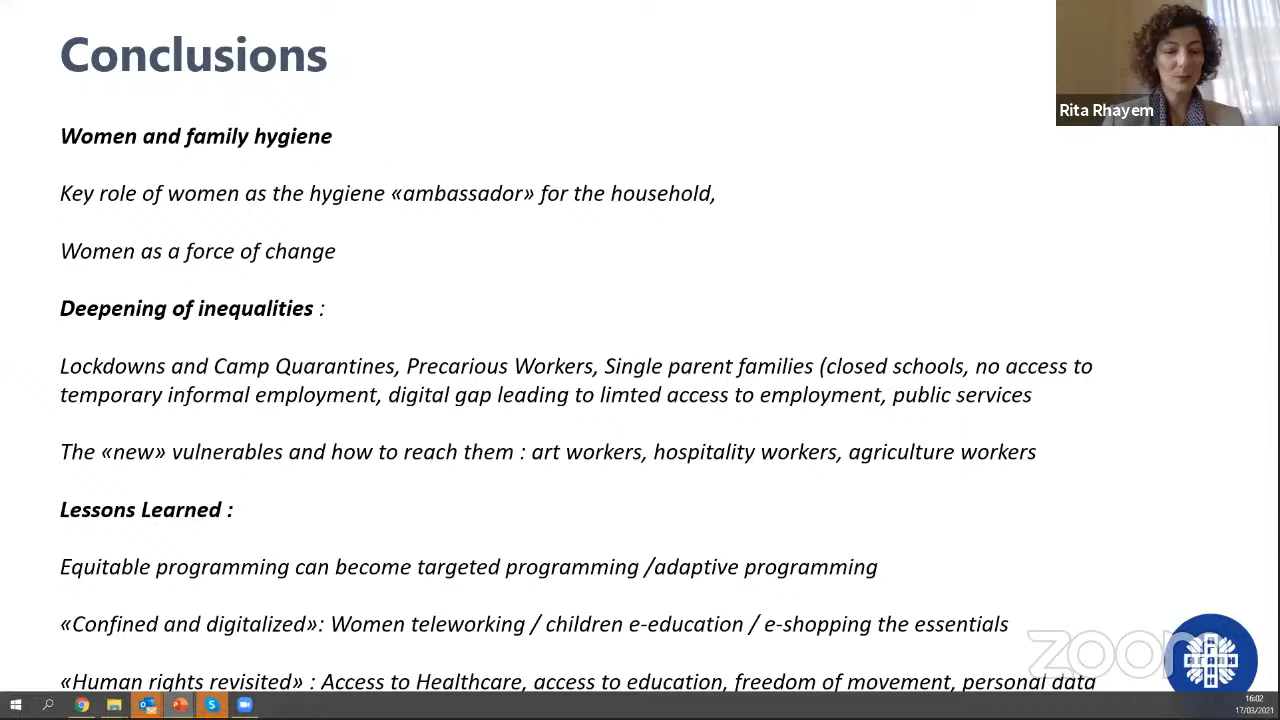 Conclusions
Rita Rhayem
Women and family hygiene
Key role of women as the hygiene «ambassador» for the household,
Women as a force of change
Deepening of inequalities :
Lockdowns and Camp Quarantines, Precarious Workers, Single parent families (closed schools, no access to
temporary informal employment, digital gap leading to limted access to employment, public services
The «new» vulnerables and how to reach them : art workers, hospitality workers, agriculture workers
Lessons Learned :
Equitable programming can become targeted programming /adaptive programming
«Confined and digitalized»: Women teleworking / children e-education / e-shopping the essentials
zoom
«Human rights revisited» : Access to Healthcare, access to education, freedom of movement, personal data
16:02
17/03/2021